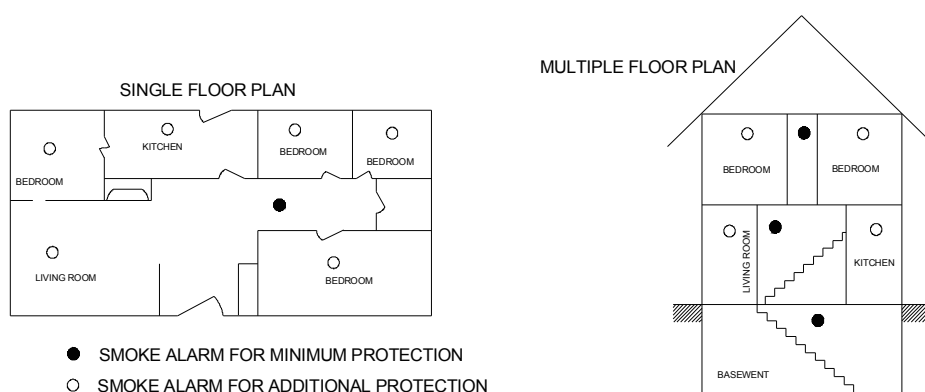 SINGLE FLOOR PLAN
KITCHEN
BEDROOM
BEDROOM
BEDROOM
LIVING ROOM
BEDROOM
MULTIPLE FLOOR PLAN
BEDROOM
BEDROOM
LIVING ROOM
KITCHEN
BASEWENT
SMOKE ALARM FOR MINIMUM PROTECTION
SMOKE ALARM FOR ADDITIONAL PROTECTION